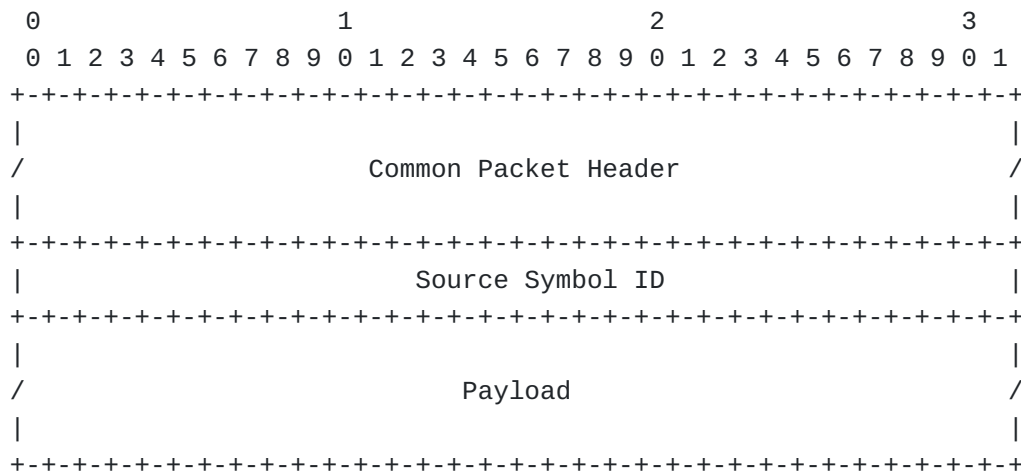 0                   1                   2                   3
 0 1 2 3 4 5 6 7 8 9 0 1 2 3 4 5 6 7 8 9 0 1 2 3 4 5 6 7 8 9 0 1
+-+-+-+-+-+-+-+-+-+-+-+-+-+-+-+-+-+-+-+-+-+-+-+-+-+-+-+-+-+-+-+-+
|                                                               |
/                      Common Packet Header                     /
|                                                               |
+-+-+-+-+-+-+-+-+-+-+-+-+-+-+-+-+-+-+-+-+-+-+-+-+-+-+-+-+-+-+-+-+
|                         Source Symbol ID                      |
+-+-+-+-+-+-+-+-+-+-+-+-+-+-+-+-+-+-+-+-+-+-+-+-+-+-+-+-+-+-+-+-+
|                                                               |
/                            Payload                            /
|                                                               |
+-+-+-+-+-+-+-+-+-+-+-+-+-+-+-+-+-+-+-+-+-+-+-+-+-+-+-+-+-+-+-+-+